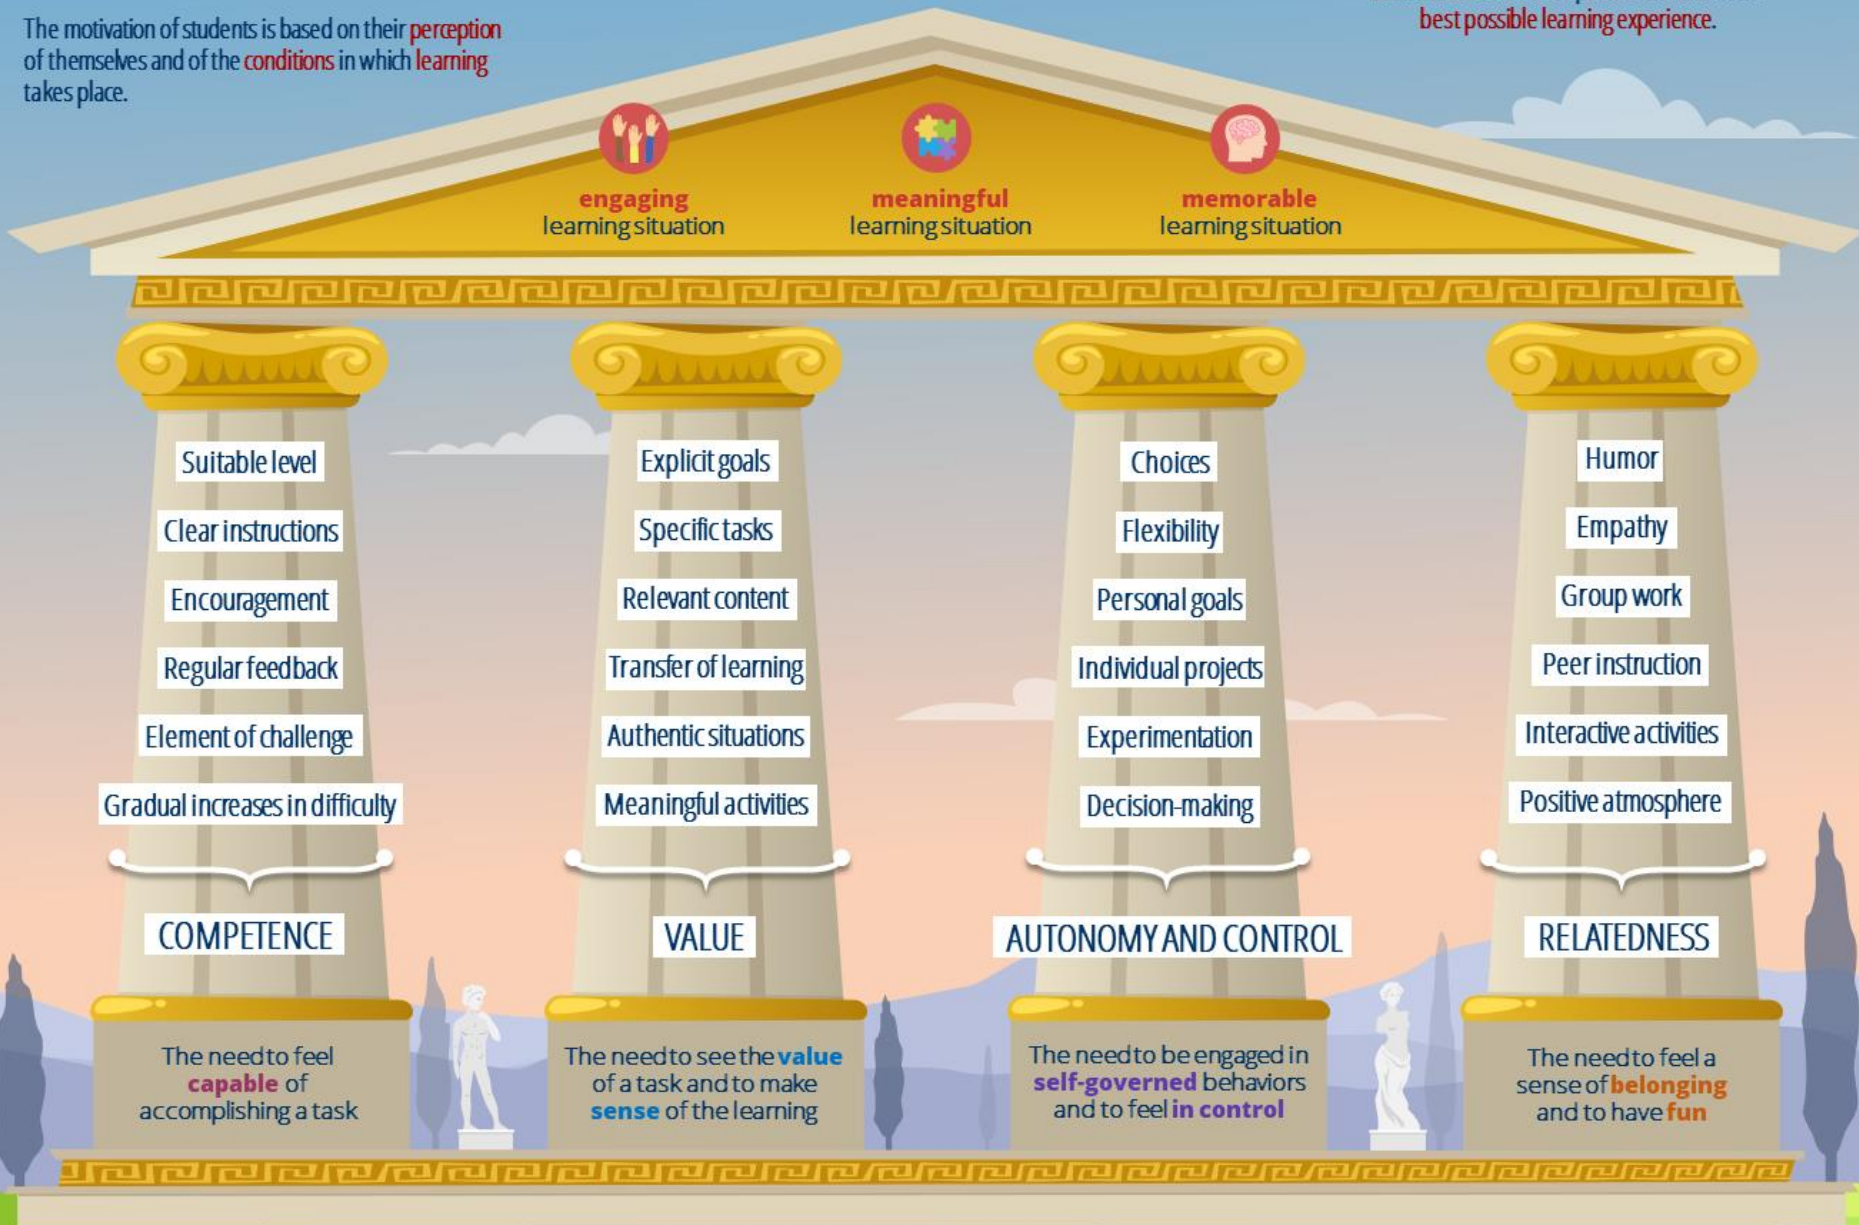 The motivation of students is based on their perception
of themselves and of the conditions in which learning
takes place.
best possible learning experience.
engaging
learning situation
meaningful
learning situation
memorable
learning situation
Suitable level
Clear instructions
Encouragement
Regular feedback
Element of challenge
Gradual increases in difficulty
COMPETENCE
The need to feel
capable of
accomplishing a task
Explicit goals
Specific tasks
Relevant content
Transfer of learning
Authentic situations
Meaningful activities
VALUE
The need to see the value
of a task and to make
sense of the learning
Choices
Flexibility
Personal goals
Individual projects
Experimentation
Decision-making
AUTONOMY AND CONTROL
The need to be engaged in
self-governed behaviors
and to feel in control
Humor
Empathy
Group work
Peer instruction
Interactive activities
Positive atmosphere
RELATEDNESS
The need to feel a
sense of belonging
and to have fun